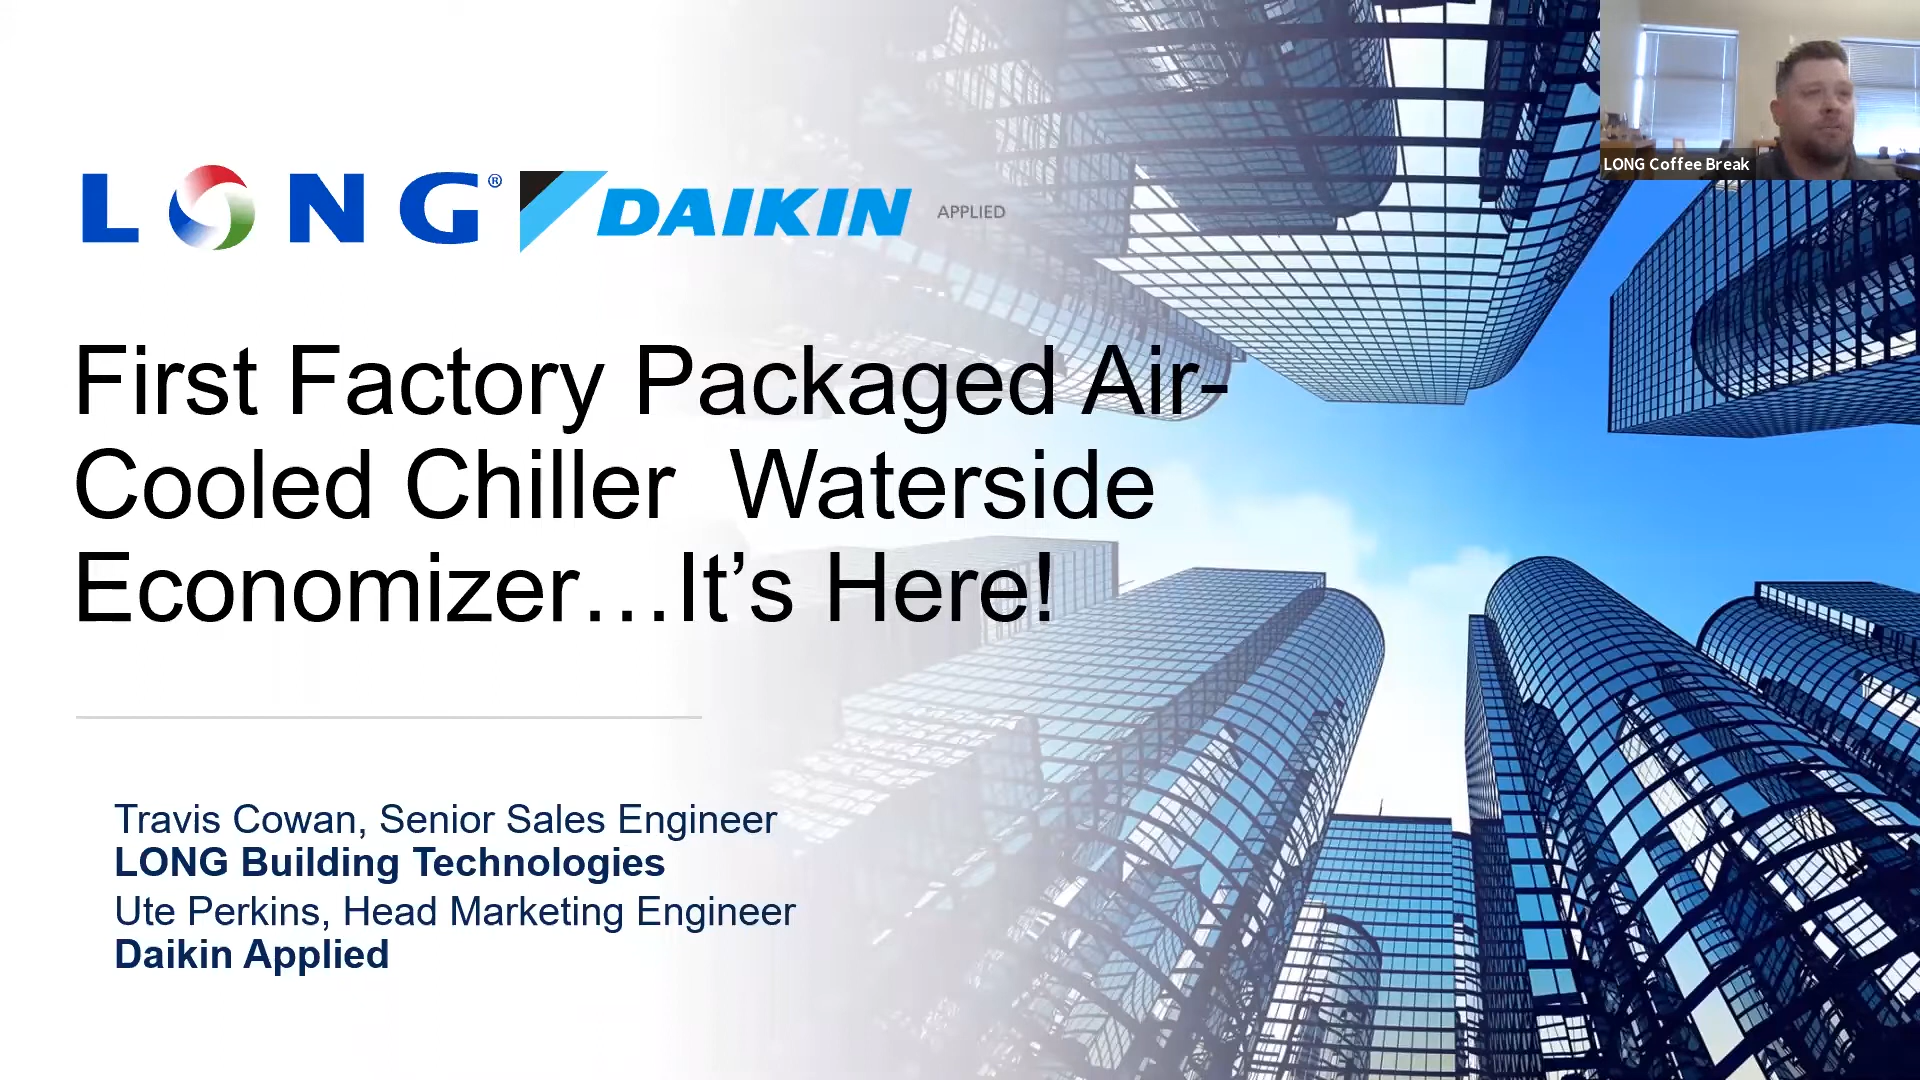 LONG® DAIKIN APPLIED
LONG Coffee Break
First Factory Packaged Air-
Cooled Chiller  Waterside
Economizer…It’s Here!
Travis Cowan, Senior Sales Engineer
LONG Building Technologies
Ute Perkins, Head Marketing Engineer
Daikin Applied